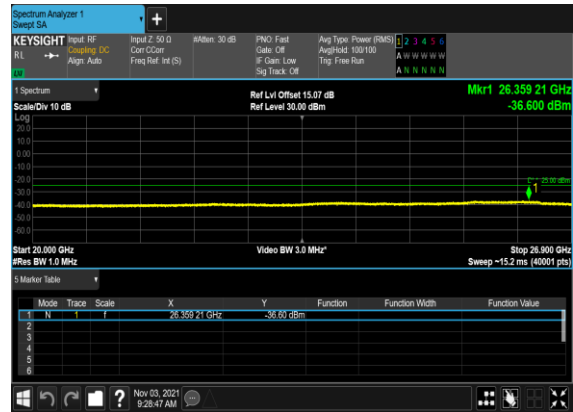 Spectrum Analyzer 1
Swept SA
KEYSIGHT Input: RF Input Z: 50 Ω #Atten: 30 dB PNO: Fast Avg Type: Power (RMS) 1 2 3 4 5 6
RL Coupling: DC Corr CCorr Gate: Off Avg|Hold: 100/100 A W W W W W
Align: Auto Freq Ref: Int (S) IF Gain: Low Trig: Free Run
Sig Track: Off A N N N N N
1 Spectrum Ref Lvl Offset 15.07 dB Mkr1 26.359 21 GHz
Scale/Div 10 dB Ref Level 30.00 dBm -36.600 dBm
Log
20.0
10.0
0.00
-10.0
-20.0
25.00 dBm
1
-30.0
-40.0
-50.0
-60.0
Start 20.000 GHz Video BW 3.0 MHz* Stop 26.900 GHz
#Res BW 1.0 MHz Sweep ~15.2 ms (40001 pts)
5 Marker Table
Mode Trace Scale X Y Function Function Width Function Value
1 N 1 f 26.359 21 GHz -36.60 dBm
2
3
4
5
6
Nov 03, 2021
9:28:47 AM